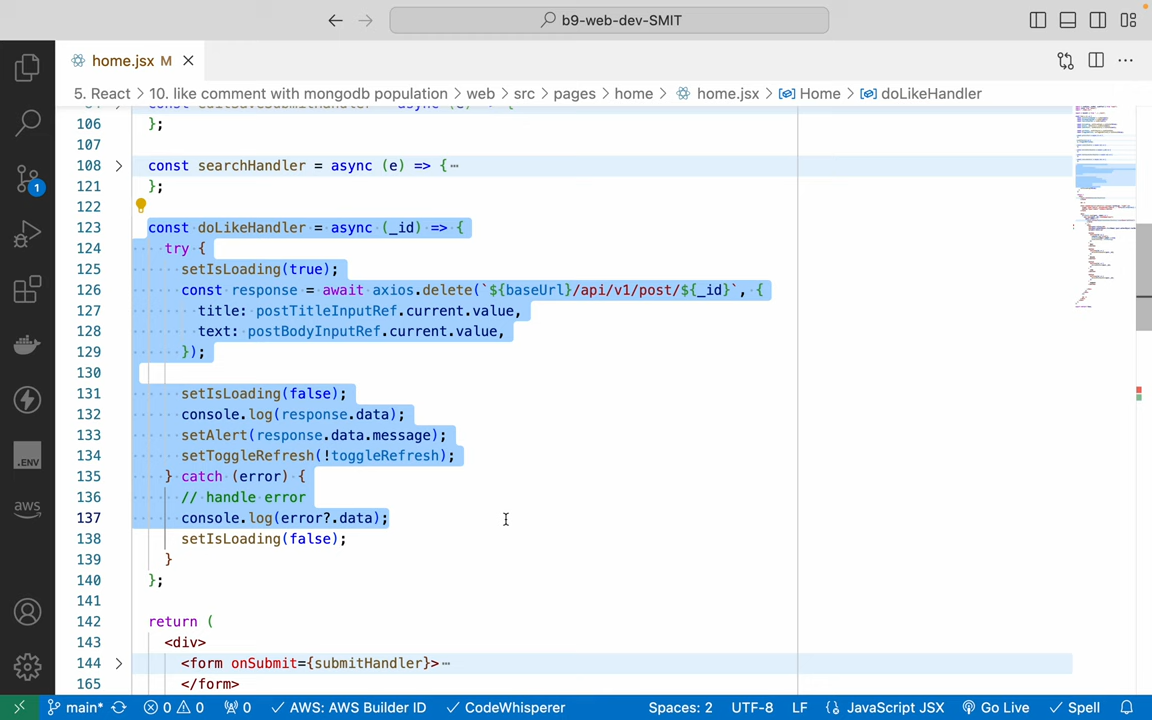 b9-web-dev-SMIT
home.jsx M
5. React > 10. like comment with mongodb population > web > src > pages > home > home.jsx > Home > doLikeHandler
106 };
107
108 const searchHandler = async (e) => {…
121 };
122
123 const doLikeHandler = async (_id) => {
124 try {
125 setIsLoading(true);
126 const response = await axios.delete(`${baseUrl}/api/v1/post/${_id}`, {
127 title: postTitleInputRef.current.value,
128 text: postBodyInputRef.current.value,
129 });
130
131 setIsLoading(false);
132 console.log(response.data);
133 setAlert(response.data.message);
134 setToggleRefresh(!toggleRefresh);
135 } catch (error) {
136 // handle error
137 console.log(error?.data);
138 setIsLoading(false);
139 }
140 };
141
142 return (
143 <div>
144 <form onSubmit={submitHandler}>…
165 </form>
1
.ENV
aws
main* 0 0 0 AWS: AWS Builder ID CodeWhisperer Spaces: 2 UTF-8 LF {} JavaScript JSX Go Live Spell